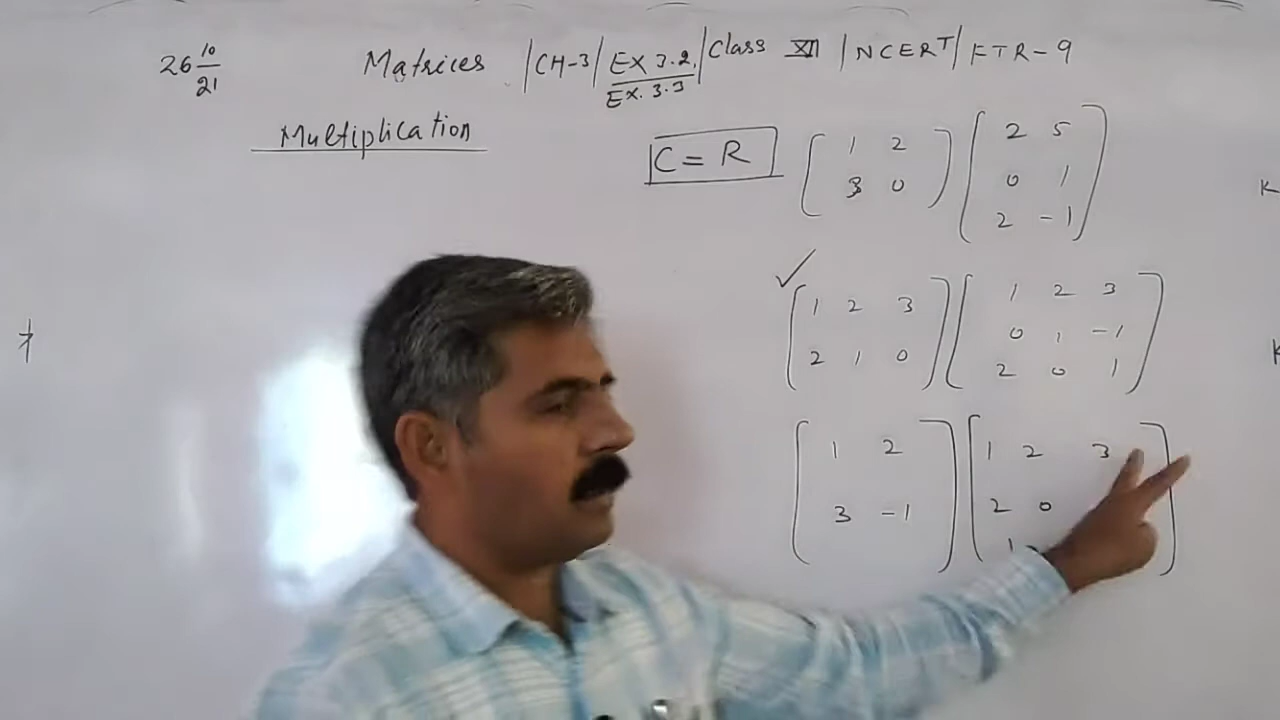 26 10/21 Matrices /CH-3/ EX 3.2 / Class XII / NCERT / KTR-9
EX. 3.3
Multiplication
C = R
1 2
3 0
2 5
0 1
2 -1
✓
1 2 3
2 1 0
1 2 3
0 1 -1
2 0 1
1 2
3 -1
1 2 3
2 0
1
K
K